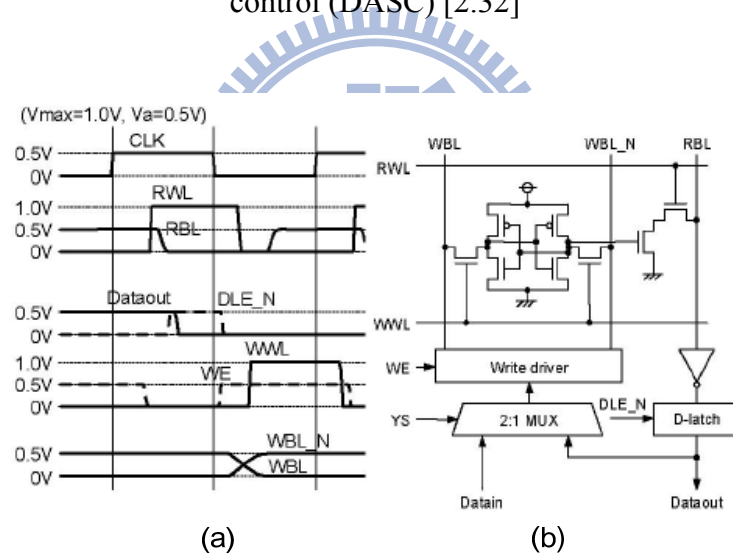 control (DASC) [2.32]
(Vmax=1.0V, Va=0.5V)
CLK
0.5V
0V
RWL
1.0V
0.5V
RBL
0V
Dataout
DLE_N
0.5V
0V
WWL
1.0V
WE
0.5V
0V
WBL_N
0.5V
WBL
0V
(a)
WBL
WBL_N
RBL
RWL
WWL
WE
Write driver
YS
2:1 MUX
DLE_N
D-latch
Datain
Dataout
(b)